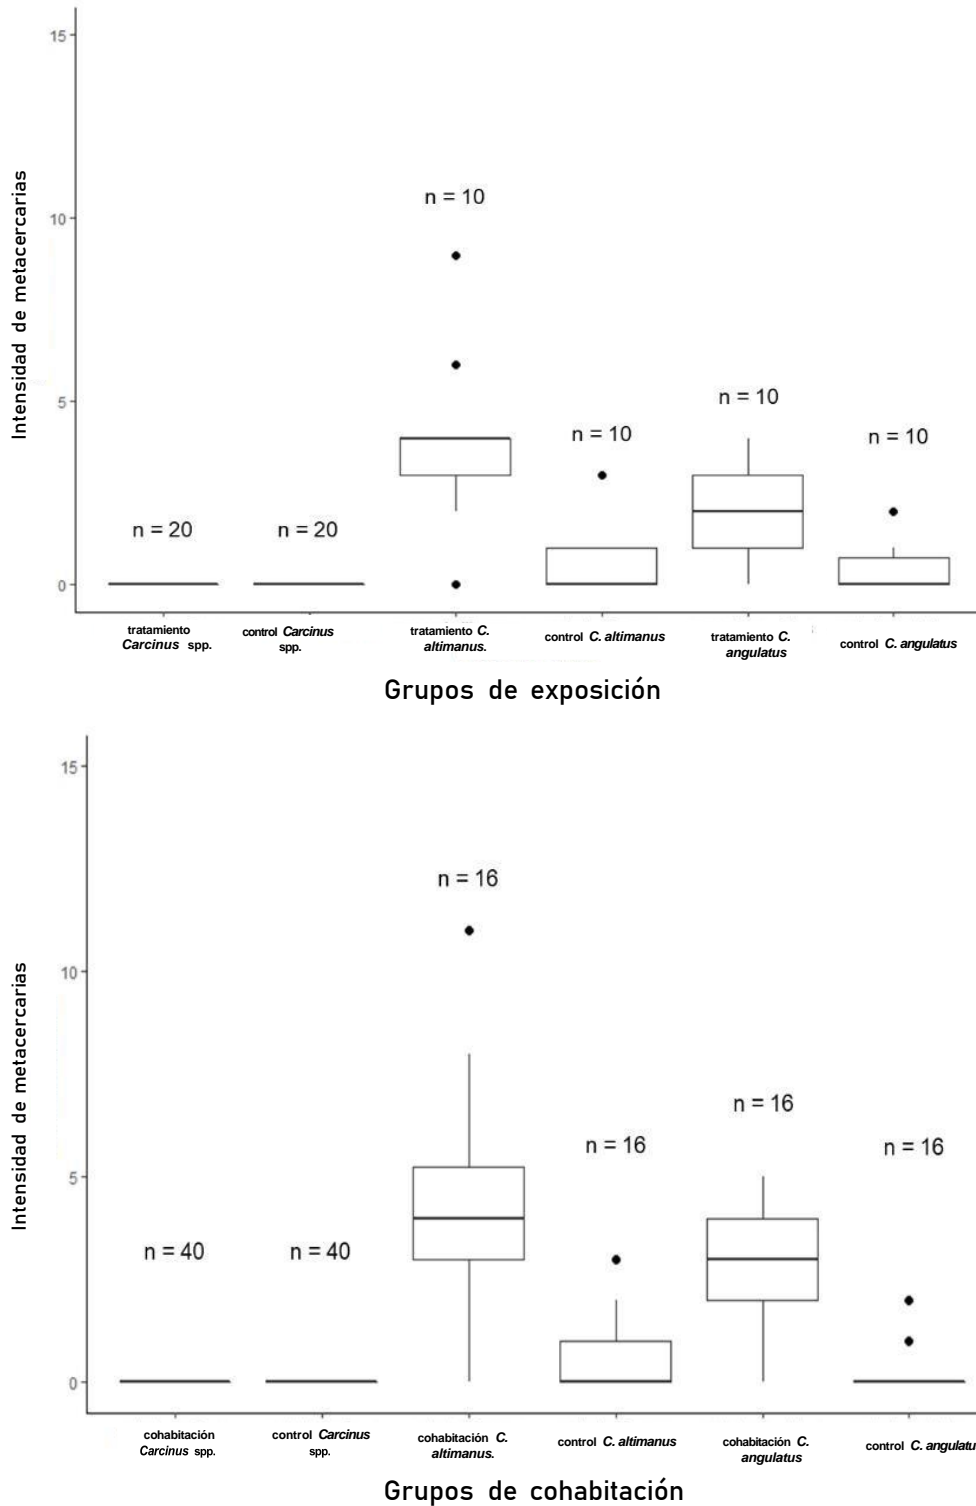 15
n = 10
10
Intensidad de metacercarias
5
n = 10
n = 10
n = 10
n = 20
n = 20
0
tratamiento
Carcinus spp.
control Carcinus
spp.
tratamiento C.
altimanus.
control C. altimanus
tratamiento C.
angulatus
control C. angulatus
Grupos de exposición
15
n = 16
10
Intensidad de metacercarias
n = 16
n = 16
n = 16
5
n = 40
n = 40
0
cohabitación
Carcinus spp.
control Carcinus
spp.
cohabitación C.
altimanus.
control C. altimanus
cohabitación C.
angulatus
control C. angulatu
Grupos de cohabitación